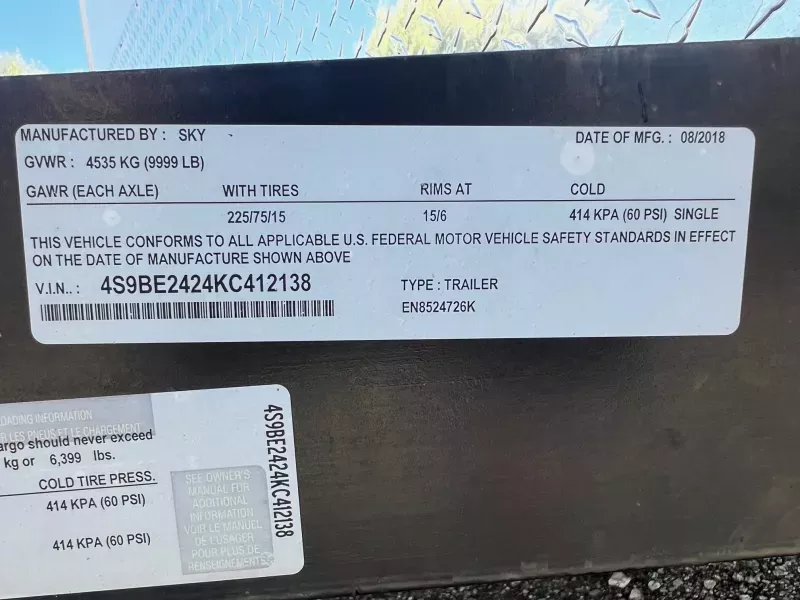 MANUFACTURED BY : SKY DATE OF MFG. : 08/2018
GVWR : 4535 KG (9999 LB)
GAWR (EACH AXLE) WITH TIRES RIMS AT COLD
225/75/15 15/6 414 KPA (60 PSI) SINGLE
THIS VEHICLE CONFORMS TO ALL APPLICABLE U.S. FEDERAL MOTOR VEHICLE SAFETY STANDARDS IN EFFECT
ON THE DATE OF MANUFACTURE SHOWN ABOVE
V.I.N.. : 4S9BE2424KC412138 TYPE : TRAILER
EN8524726K
OADING INFORMATION
R LES PNEUS ET LE CHARGEMENT
argo should never exceed
kg or 6,399 lbs.
COLD TIRE PRESS.
414 KPA (60 PSI)
414 KPA (60 PSI)
SEE OWNER'S
MANUAL FOR
ADDITIONAL
INFORMATION
VOIR LE MANUEL
DE L'USAGER
POUR PLUS DE
RENSEIGNEMENTS
4S9BE2424KC412138